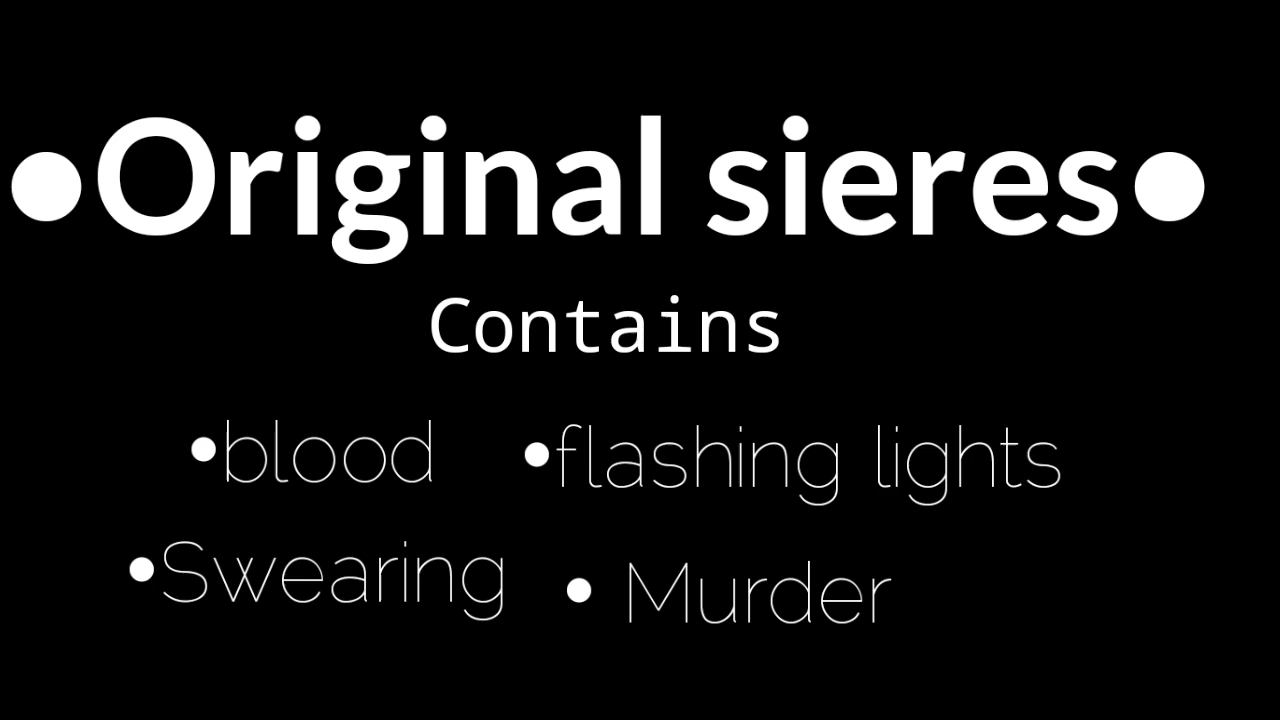 •Original sieres•
Contains
•blood •flashing lights
•Swearing • Murder